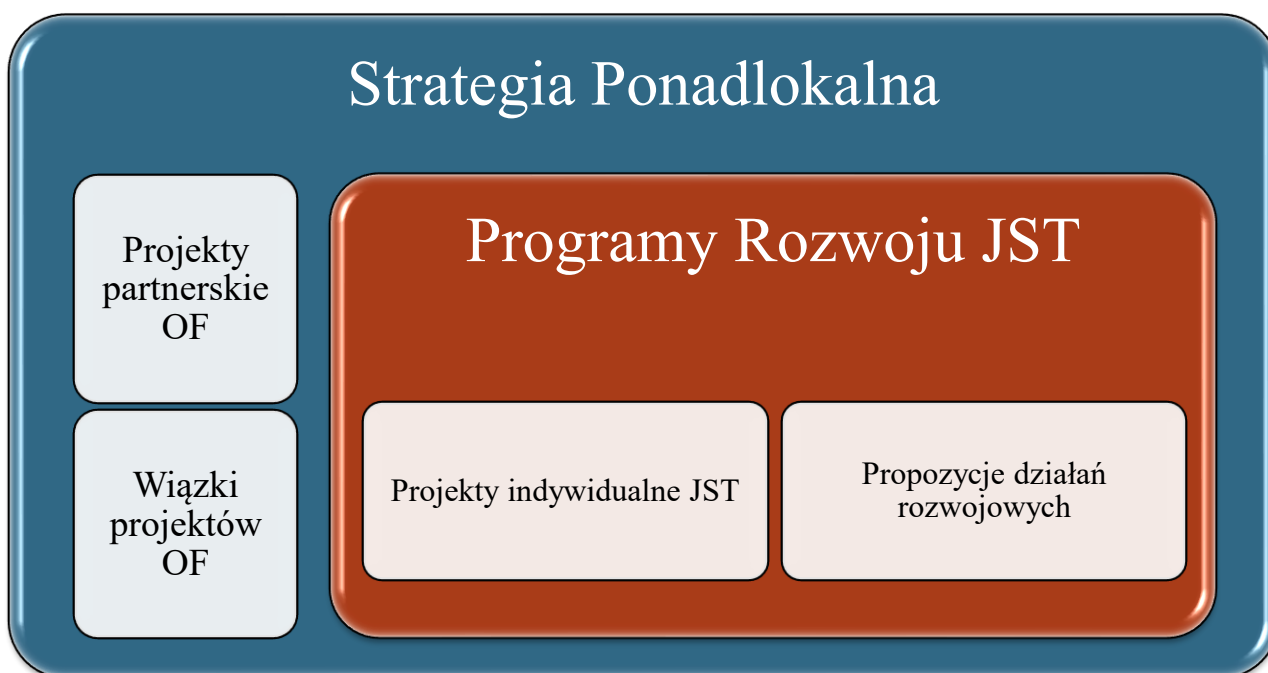 Strategia Ponadlokalna
Projekty
partnerskie
OF
Wiązki
projektów
OF
Programy Rozwoju JST
Projekty indywidualne JST
Propozycje działań
rozwojowych